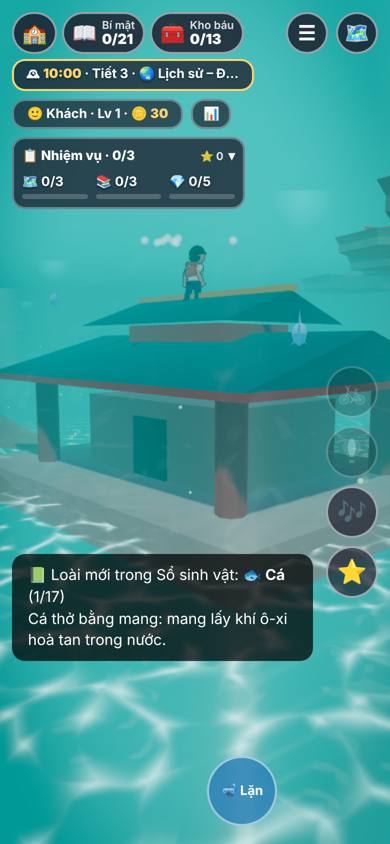 Bí mật
0/21
Kho báu
0/13
10:00 · Tiết 3 · Lịch sử – Đ...
Khách · Lv 1 · 30
Nhiệm vụ · 0/3
0 ▼
0/3
0/3
0/5
Loài mới trong Sổ sinh vật: Cá
(1/17)
Cá thở bằng mang: mang lấy khí ô-xi
hoà tan trong nước.
Lặn